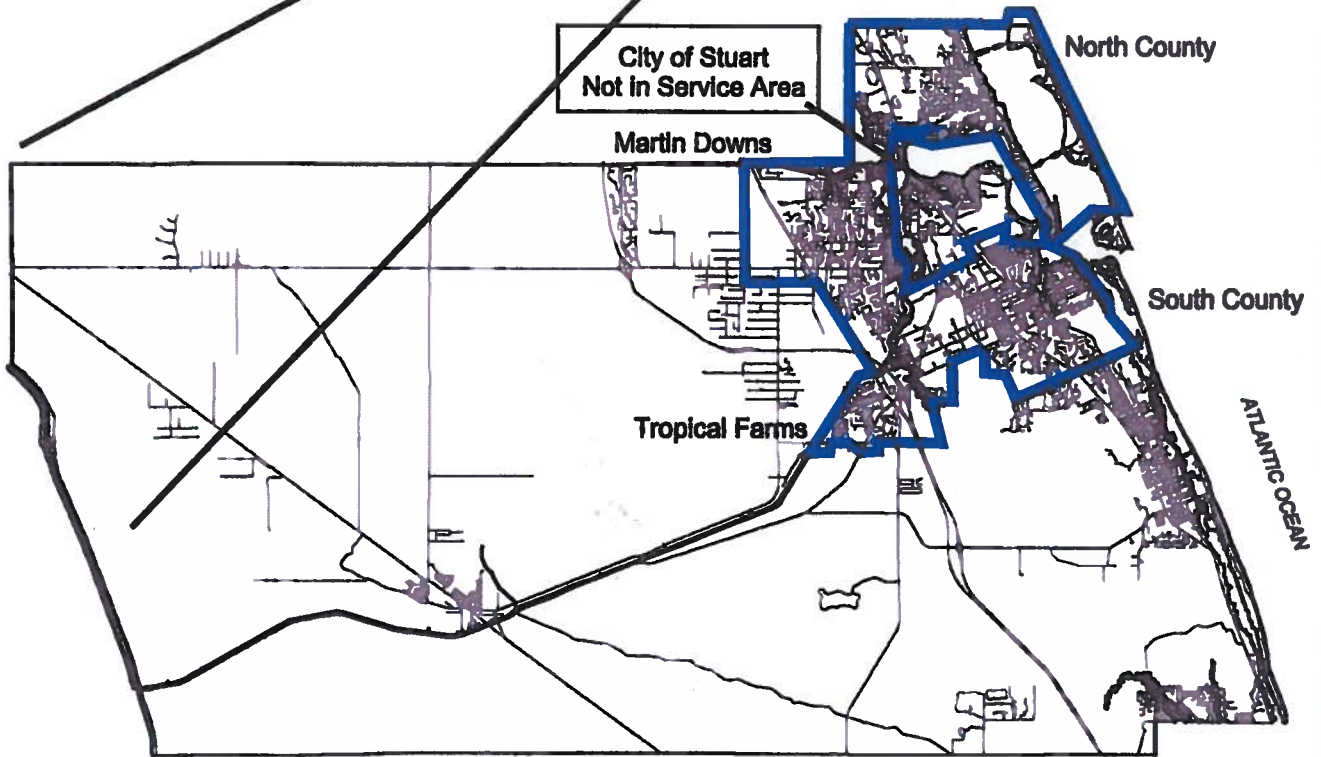 North County
City of Stuart
Not in Service Area
Martin Downs
South County
Tropical Farms
ATLANTIC OCEAN